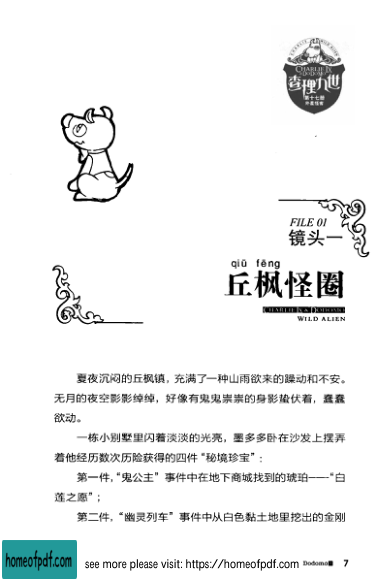 CHARLIE IX
DODOMO
查理九世
第十七册
外星怪客
FILE 01
镜头一
qiū fēng
丘枫怪圈
CHARLIE IX & DODOMO
WILD ALIEN
夏夜沉闷的丘枫镇，充满了一种山雨欲来的躁动和不安。
无月的夜空影影绰绰，好像有鬼鬼祟祟的身影蛰伏着，蠢蠢
欲动。
一栋小别墅里闪着淡淡的光亮，墨多多卧在沙发上摆弄
着他经历数次历险获得的四件“秘境珍宝”：
第一件，“鬼公主”事件中在地下商城找到的琥珀——“白
莲之愿”；
第二件，“幽灵列车”事件中从白色黏土地里挖出的金刚
homeofpdf.com
see more please visit: https://homeofpdf.com
Dodomo 7